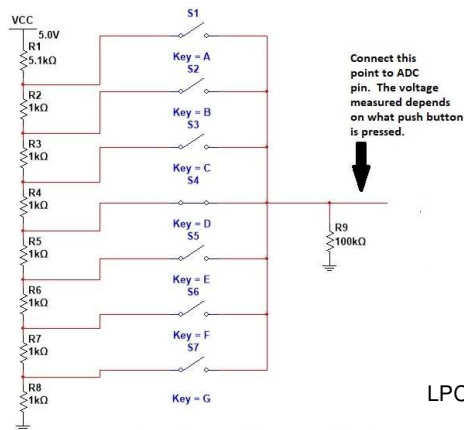 VCC
5.0V
R1
5.1kΩ
R2
1kΩ
R3
1kΩ
R4
1kΩ
R5
1kΩ
R6
1kΩ
R7
1kΩ
R8
1kΩ
S1
Key = A
S2
Key = B
S3
Key = C
S4
Key = D
S5
Key = E
S6
Key = F
S7
Key = G
Connect this
point to ADC
pin. The voltage
measured depends
on what push button
is pressed.
R9
100kΩ
LPC